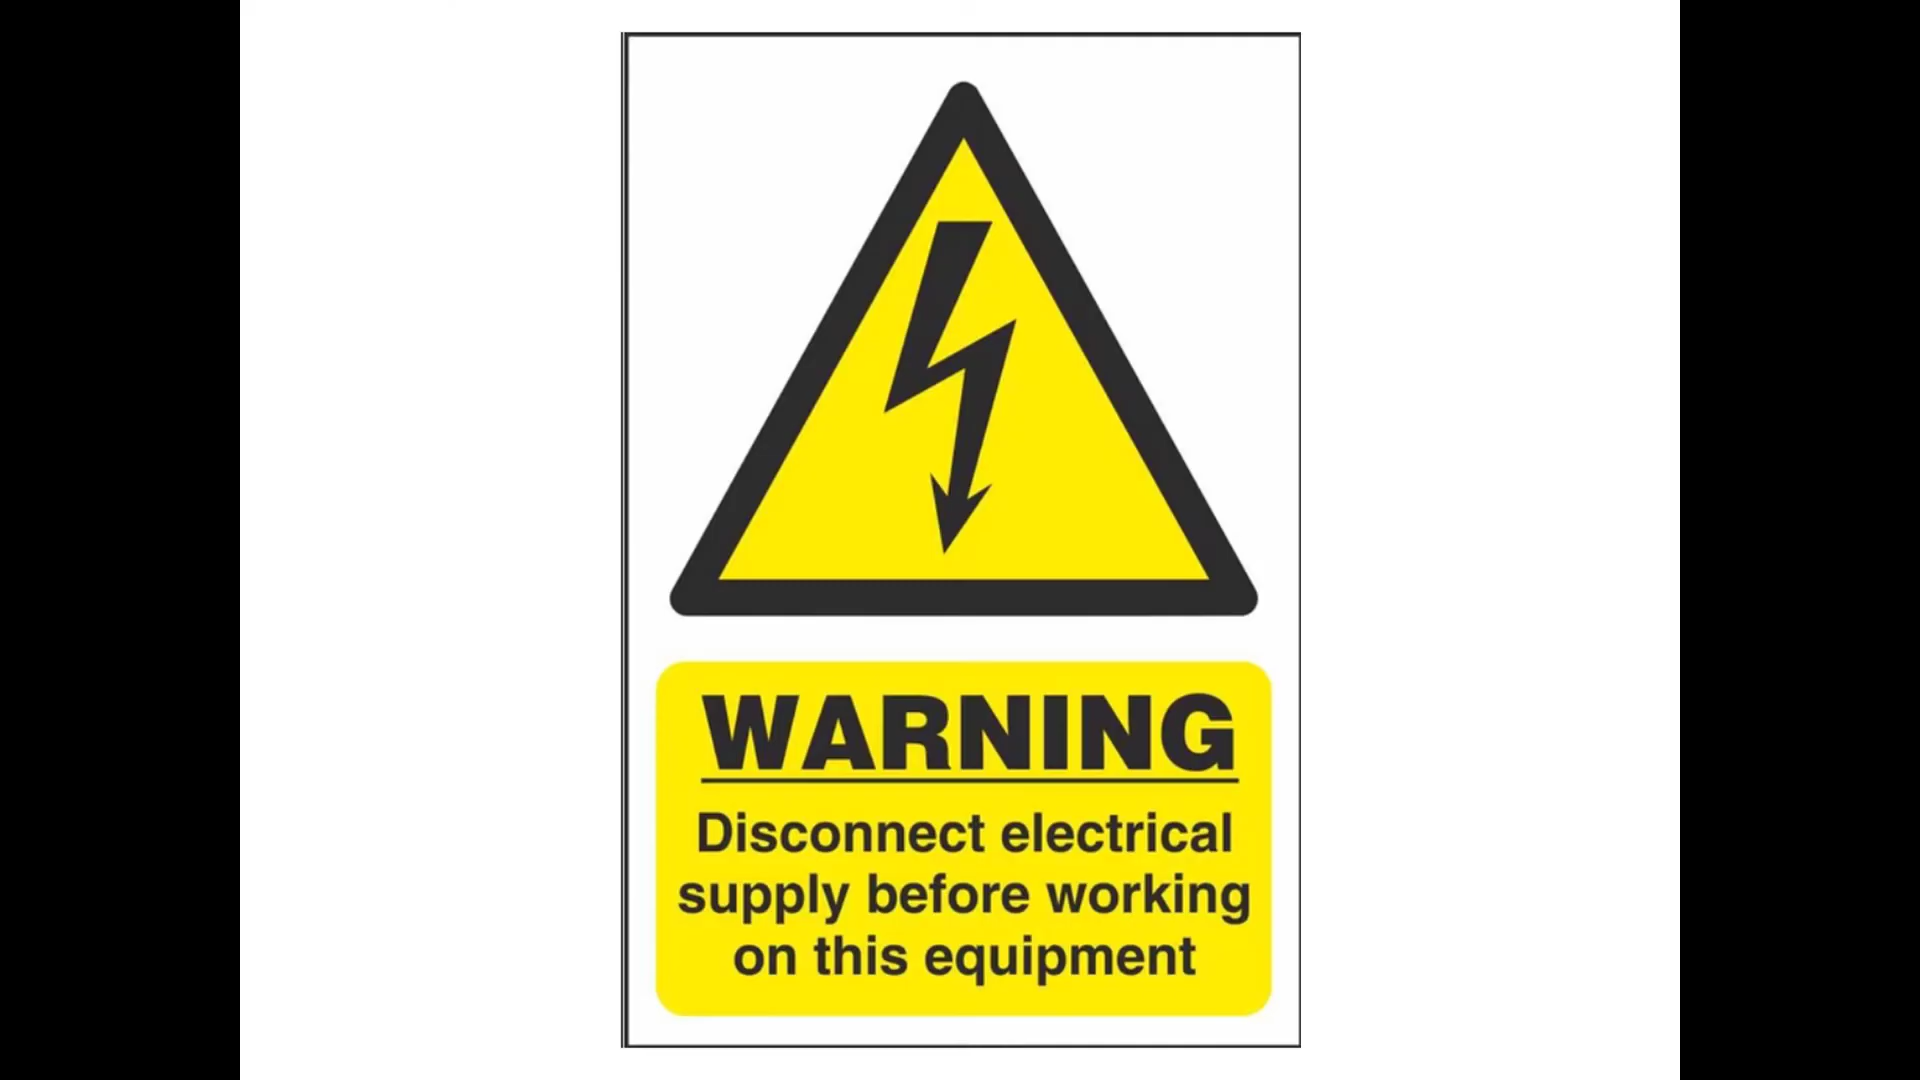 WARNING
Disconnect electrical
supply before working
on this equipment